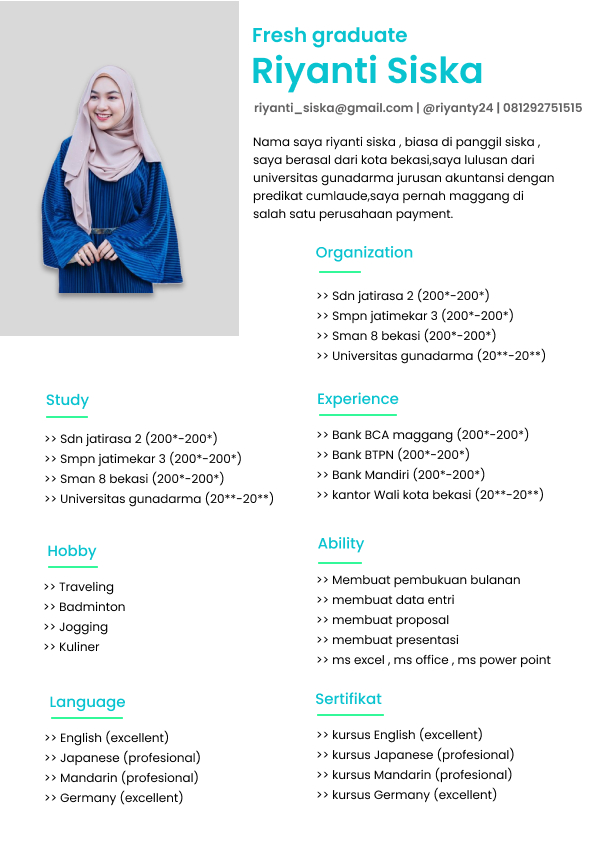 Fresh graduate
Riyanti Siska
riyanti_siska@gmail.com | @riyanty24 | 081292751515
Nama saya riyanti siska , biasa di panggil siska ,
saya berasal dari kota bekasi,saya lulusan dari
universitas gunadarma jurusan akuntansi dengan
predikat cumlaude,saya pernah maggang di
salah satu perusahaan payment.
Organization
>> Sdn jatirasa 2 (200*-200*)
>> Smpn jatimekar 3 (200*-200*)
>> Sman 8 bekasi (200*-200*)
>> Universitas gunadarma (20**-20**)
Study
>> Sdn jatirasa 2 (200*-200*)
>> Smpn jatimekar 3 (200*-200*)
>> Sman 8 bekasi (200*-200*)
>> Universitas gunadarma (20**-20**)
Experience
>> Bank BCA maggang (200*-200*)
>> Bank BTPN (200*-200*)
>> Bank Mandiri (200*-200*)
>> kantor Wali kota bekasi (20**-20**)
Hobby
>> Traveling
>> Badminton
>> Jogging
>> Kuliner
Ability
>> Membuat pembukuan bulanan
>> membuat data entri
>> membuat proposal
>> membuat presentasi
>> ms excel , ms office , ms power point
Language
>> English (excellent)
>> Japanese (profesional)
>> Mandarin (profesional)
>> Germany (excellent)
Sertifikat
>> kursus English (excellent)
>> kursus Japanese (profesional)
>> kursus Mandarin (profesional)
>> kursus Germany (excellent)